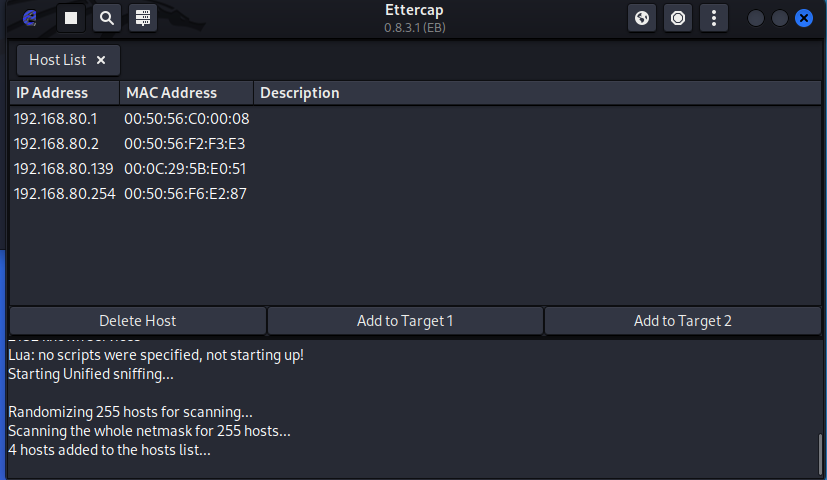 Ettercap
0.8.3.1 (EB)
Host List ×
IP Address MAC Address Description
192.168.80.1 00:50:56:C0:00:08
192.168.80.2 00:50:56:F2:F3:E3
192.168.80.139 00:0C:29:5B:E0:51
192.168.80.254 00:50:56:F6:E2:87
Delete Host Add to Target 1 Add to Target 2
Lua: no scripts were specified, not starting up!
Starting Unified sniffing...
Randomizing 255 hosts for scanning...
Scanning the whole netmask for 255 hosts...
4 hosts added to the hosts list...